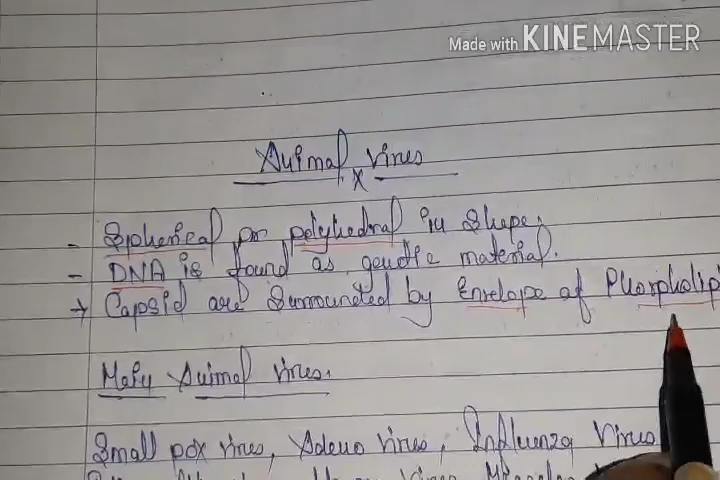 Made with KINEMASTER
Animal Virus
- Spherical or polyhedral in shape,
- DNA is found as genetic material.
→ Capsid are surrounded by Envelope of Phospholip
Many Animal virus.
Small pox virus, Adeno virus, Influenza Virus